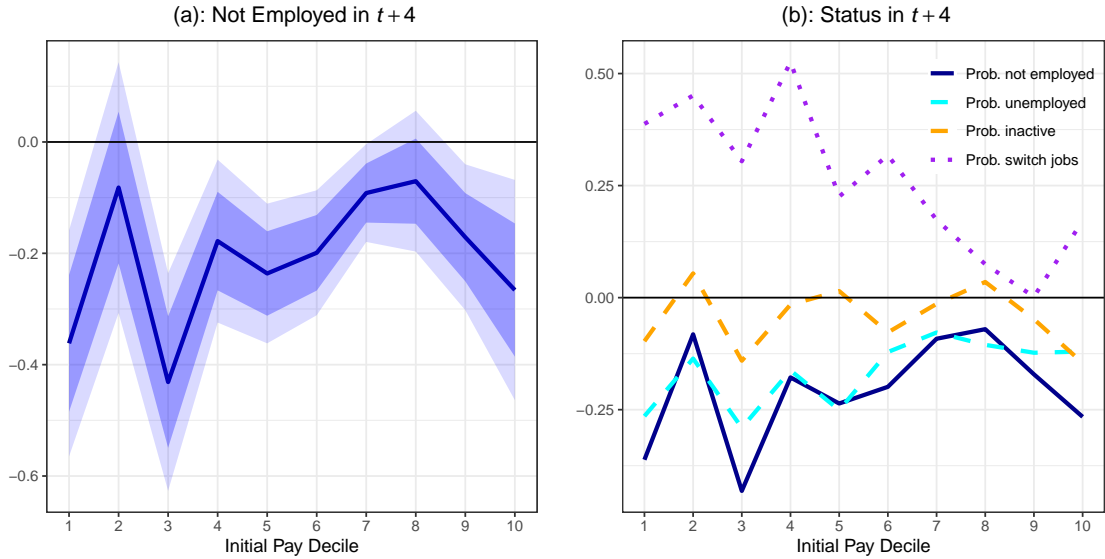 (a): Not Employed in t + 4
0.0
−0.2
−0.4
−0.6
1 2 3 4 5 6 7 8 9 10
Initial Pay Decile
(b): Status in t + 4
Prob. not employed
Prob. unemployed
Prob. inactive
Prob. switch jobs
0.50
0.25
0.00
−0.25
1 2 3 4 5 6 7 8 9 10
Initial Pay Decile